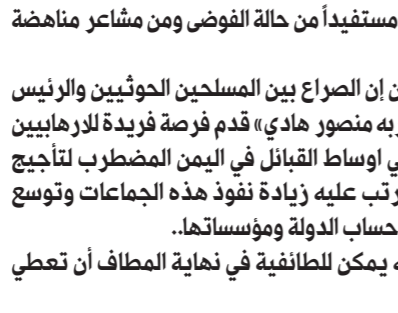 مستفيداً من حالة الفوضى ومن مشاعر مناهضة
إن الصراع بين المسلحين الحوثيين والرئيس
ربه منصور هادي» قدم فرصة فريدة للارهابيين
اوساط القبائل في اليمن المضطرب لتأجيج
رتب عليه زيادة نفوذ هذه الجماعات وتوسع
حساب الدولة ومؤسساتها..
يمكن للطائفية في نهاية المطاف أن تعطي